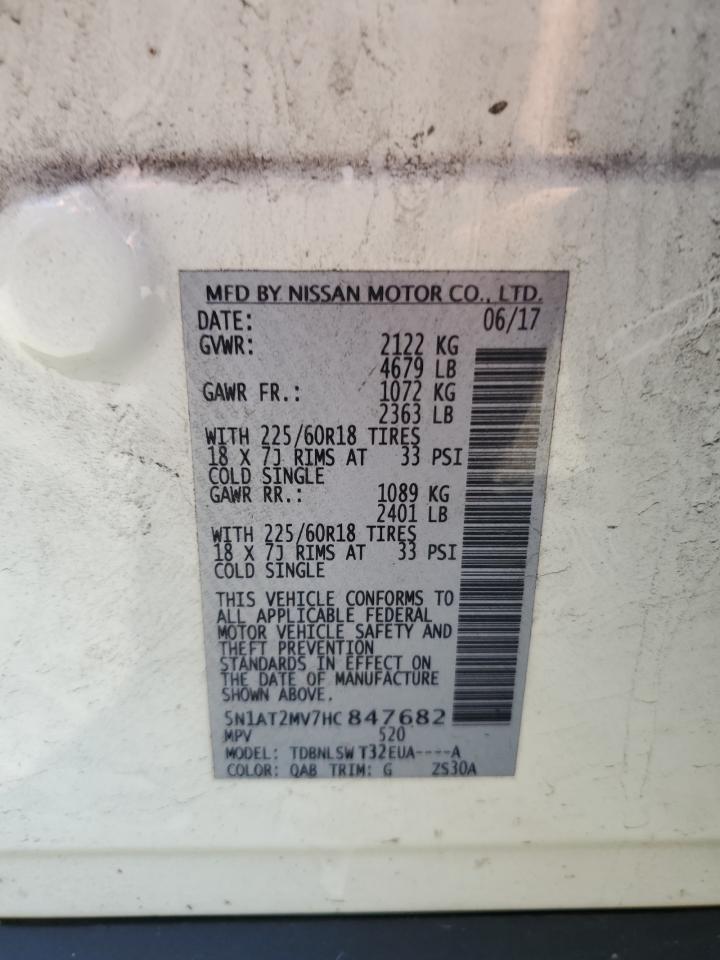 MFD BY NISSAN MOTOR CO., LTD.
DATE: 06/17
GVWR: 2122 KG
4679 LB
GAWR FR.: 1072 KG
2363 LB
WITH 225/60R18 TIRES
18 X 7J RIMS AT 33 PSI
COLD SINGLE
GAWR RR.: 1089 KG
2401 LB
WITH 225/60R18 TIRES
18 X 7J RIMS AT 33 PSI
COLD SINGLE
THIS VEHICLE CONFORMS TO
ALL APPLICABLE FEDERAL
MOTOR VEHICLE SAFETY AND
THEFT PREVENTION
STANDARDS IN EFFECT ON
THE DATE OF MANUFACTURE
SHOWN ABOVE.
5N1AT2MV7HC847682
MPV 520
MODEL: TDBNLSW T32EUA----A
COLOR: QAB TRIM: G ZS30A